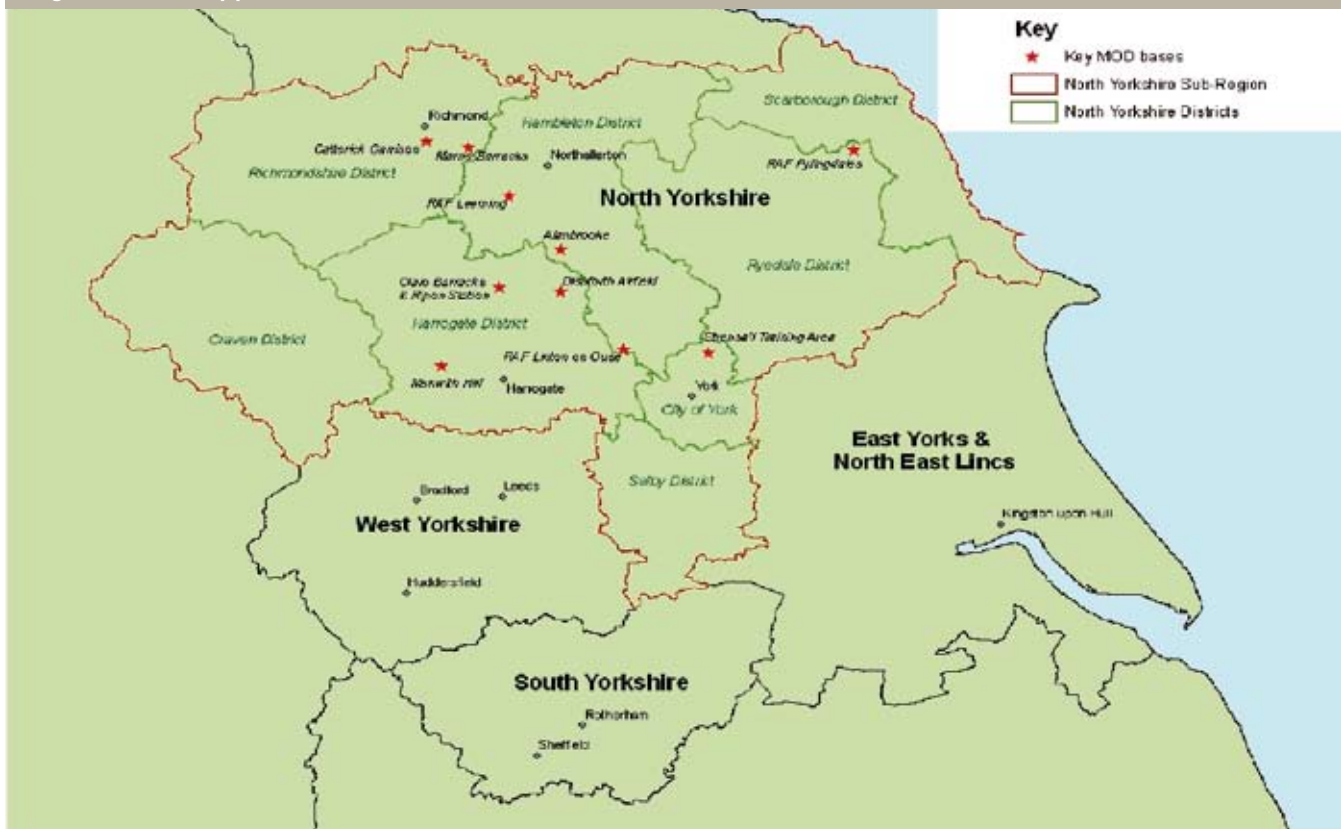 Key
Key MOD bases
North Yorkshire Sub-Region
North Yorkshire Districts
Scarborough District
Richmond
Hambleton District
Catterick Garrison
Marne Barracks
Northallerton
RAF Fylingdales
Richmondshire District
RAF Leeming
North Yorkshire
Alanbrooke
Ryedale District
Claro Barracks
& Ripon Station
Dishforth Airfield
Harrogate District
Craven District
Strensall Training Area
RAF Linton on Ouse
Menwith Hill
Harrogate
York
City of York
East Yorks &
North East Lincs
Selby District
Bradford
Leeds
West Yorkshire
Kingston upon Hull
Huddersfield
South Yorkshire
Rotherham
Sheffield